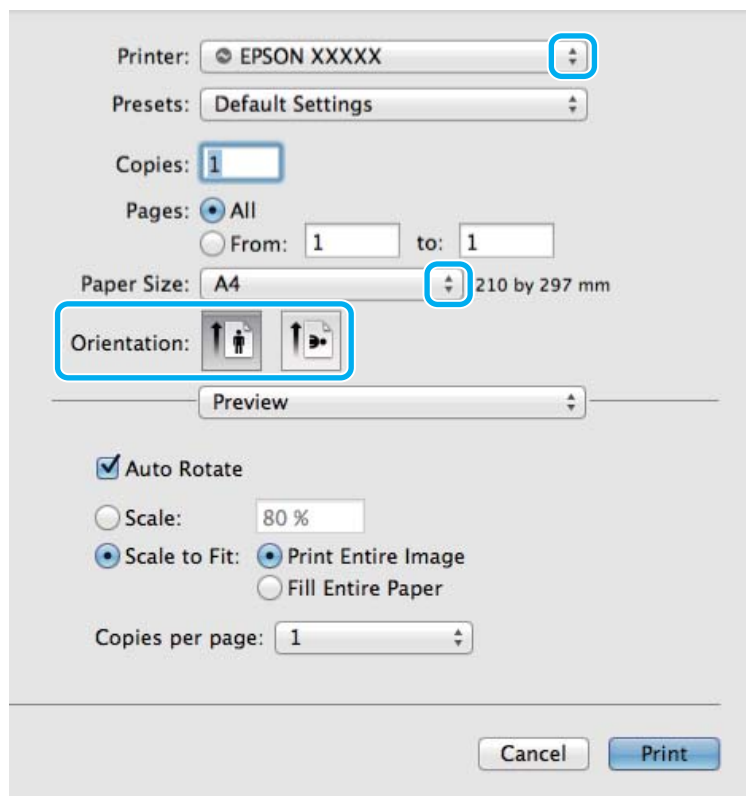 Printer: EPSON XXXXX
Presets: Default Settings
Copies: 1
Pages: All
From: 1 to: 1
Paper Size: A4 210 by 297 mm
Orientation:
Preview
Auto Rotate
Scale: 80 %
Scale to Fit: Print Entire Image
Fill Entire Paper
Copies per page: 1
Cancel Print